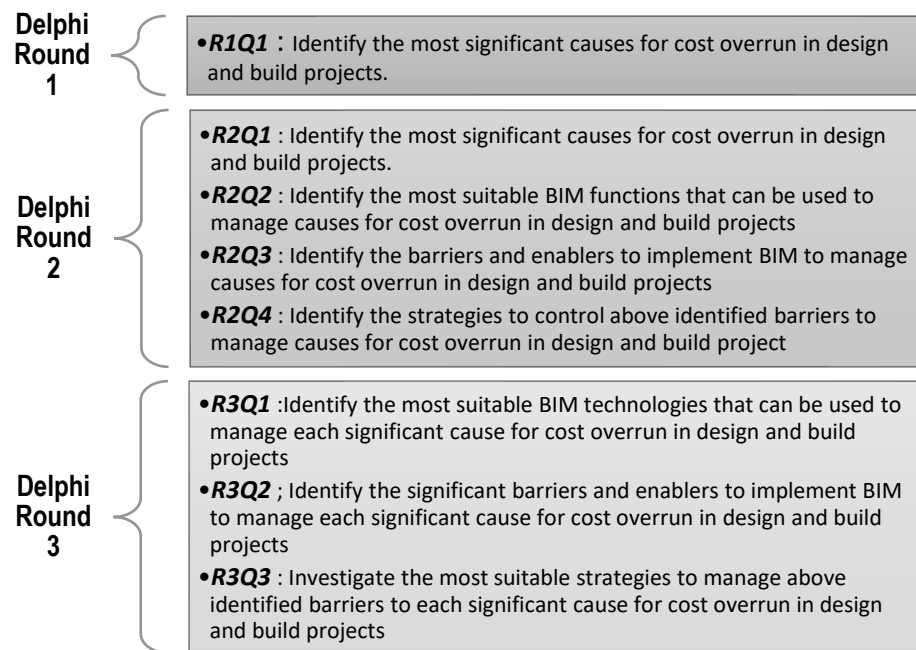 Delphi
Round
1
•R1Q1 : Identify the most significant causes for cost overrun in design
and build projects.
Delphi
Round
2
•R2Q1 : Identify the most significant causes for cost overrun in design
and build projects.
•R2Q2 : Identify the most suitable BIM functions that can be used to
manage causes for cost overrun in design and build projects
•R2Q3 : Identify the barriers and enablers to implement BIM to manage
causes for cost overrun in design and build projects
•R2Q4 : Identify the strategies to control above identified barriers to
manage causes for cost overrun in design and build project
Delphi
Round
3
•R3Q1 :Identify the most suitable BIM technologies that can be used to
manage each significant cause for cost overrun in design and build
projects
•R3Q2 ; Identify the significant barriers and enablers to implement BIM
to manage each significant cause for cost overrun in design and build
projects
•R3Q3 : Investigate the most suitable strategies to manage above
identified barriers to each significant cause for cost overrun in design
and build projects